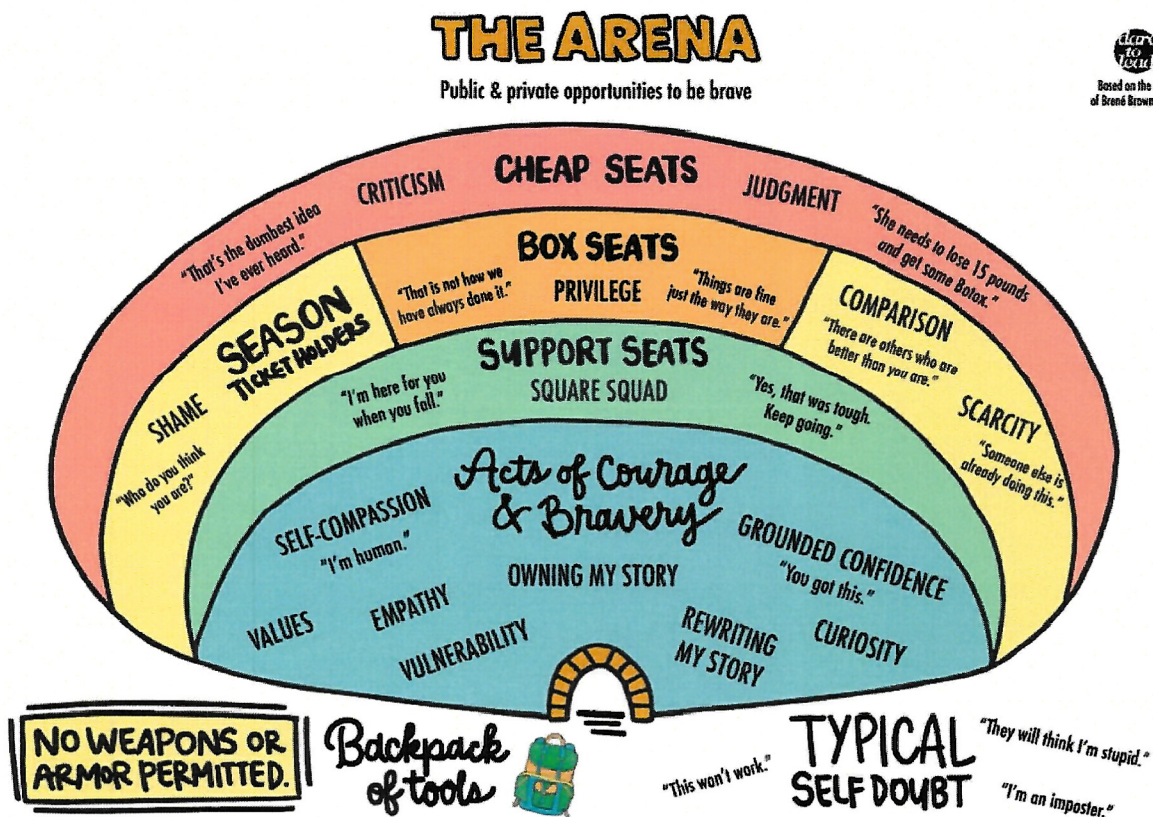 THE ARENA
Public & private opportunities to be brave
dare
to
lead
Based on the
of Brené Brown
CHEAP SEATS
CRITICISM
JUDGMENT
"That's the dumbest idea
I've ever heard."
"She needs to lose 15 pounds
and get some Botox."
BOX SEATS
PRIVILEGE
"That is not how we
have always done it."
"Things are fine
just the way they are."
SEASON
TICKET HOLDERS
SHAME
"Who do you think
you are?"
COMPARISON
"There are others who are
better than you are."
SCARCITY
"Someone else is
already doing this."
SUPPORT SEATS
SQUARE SQUAD
"I'm here for you
when you fall."
"Yes, that was tough.
Keep going."
Acts of Courage
& Bravery
SELF-COMPASSION
"I'm human."
GROUNDED CONFIDENCE
"You got this."
OWNING MY STORY
VALUES
EMPATHY
VULNERABILITY
REWRITING
MY STORY
CURIOSITY
NO WEAPONS OR
ARMOR PERMITTED.
Backpack
of tools
TYPICAL
SELF DOUBT
"This won't work."
"They will think I'm stupid."
"I'm an imposter."